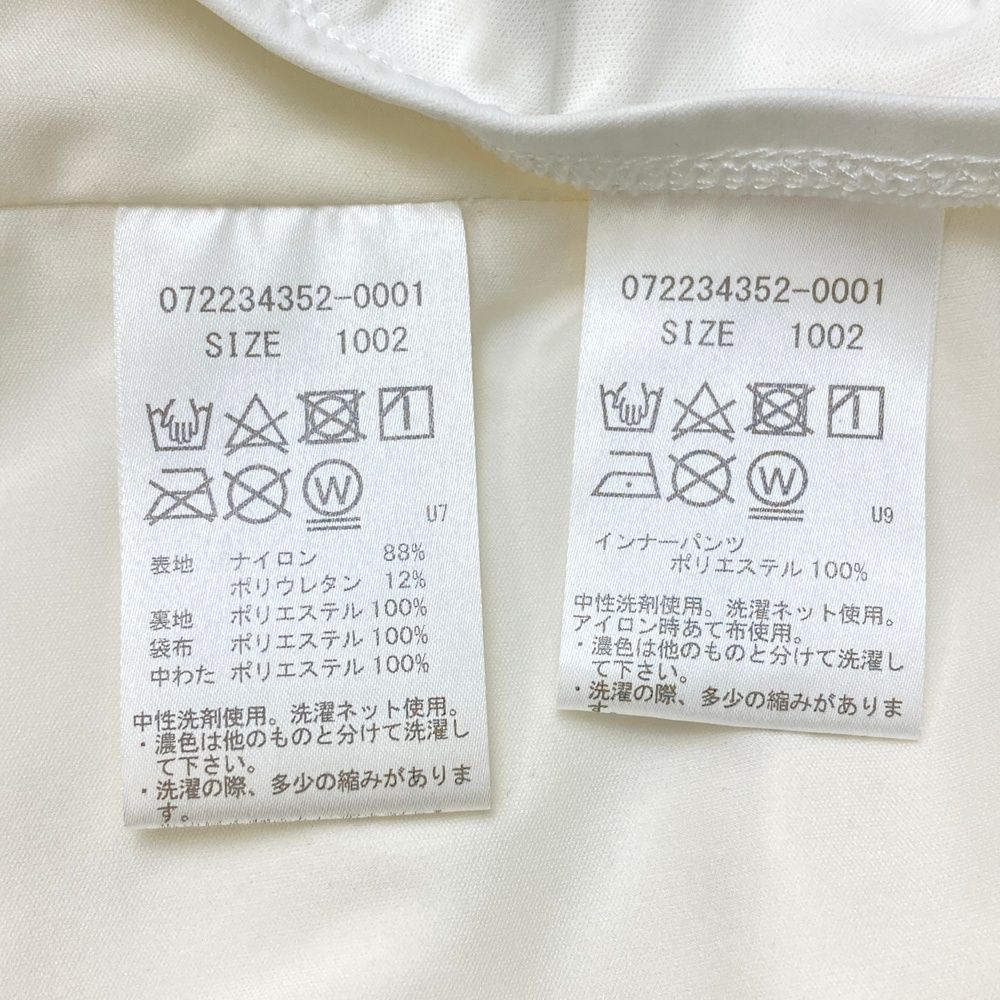 072234352-0001
SIZE 1002
W
U7
表地 ナイロン 88%
ポリウレタン 12%
裏地 ポリエステル 100%
袋布 ポリエステル 100%
中わた ポリエステル 100%
中性洗剤使用。洗濯ネット使用。
・濃色は他のものと分けて洗濯し
て下さい。
・洗濯の際、多少の縮みがありま
す。
072234352-0001
SIZE 1002
W
U9
インナーパンツ
ポリエステル 100%
中性洗剤使用。洗濯ネット使用。
アイロン時あて布使用。
・濃色は他のものと分けて洗濯し
て下さい。
・洗濯の際、多少の縮みがありま
す。